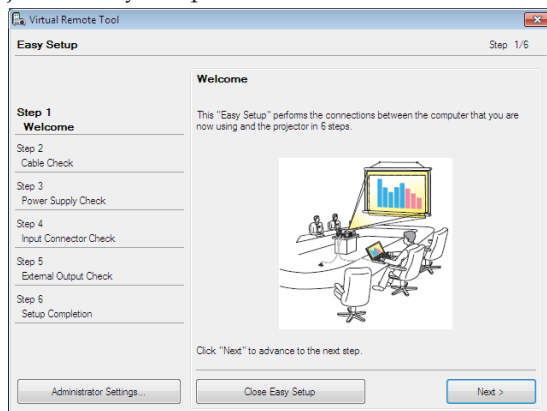 Virtual Remote Tool
Easy Setup
Step 1/6
Step 1
Welcome
Step 2
Cable Check
Step 3
Power Supply Check
Step 4
Input Connector Check
Step 5
External Output Check
Step 6
Setup Completion
Welcome
This "Easy Setup" performs the connections between the computer that you are
now using and the projector in 6 steps.
Click "Next" to advance to the next step.
Administrator Settings...
Close Easy Setup
Next >